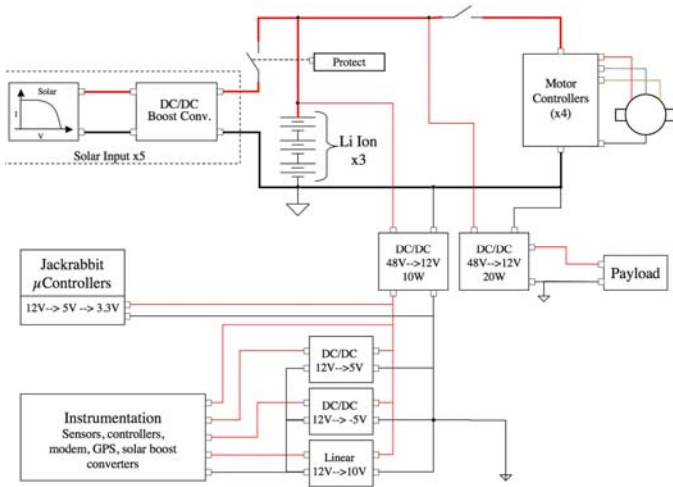 Protect
Solar
I
V
DC/DC
Boost Conv.
Solar Input x5
Li Ion
x3
Motor
Controllers
(x4)
DC/DC
48V-->12V
10W
DC/DC
48V-->12V
20W
Payload
Jackrabbit
µControllers
12V--> 5V --> 3.3V
DC/DC
12V-->5V
DC/DC
12V--> -5V
Linear
12V-->10V
Instrumentation
Sensors, controllers,
modem, GPS, solar boost
converters